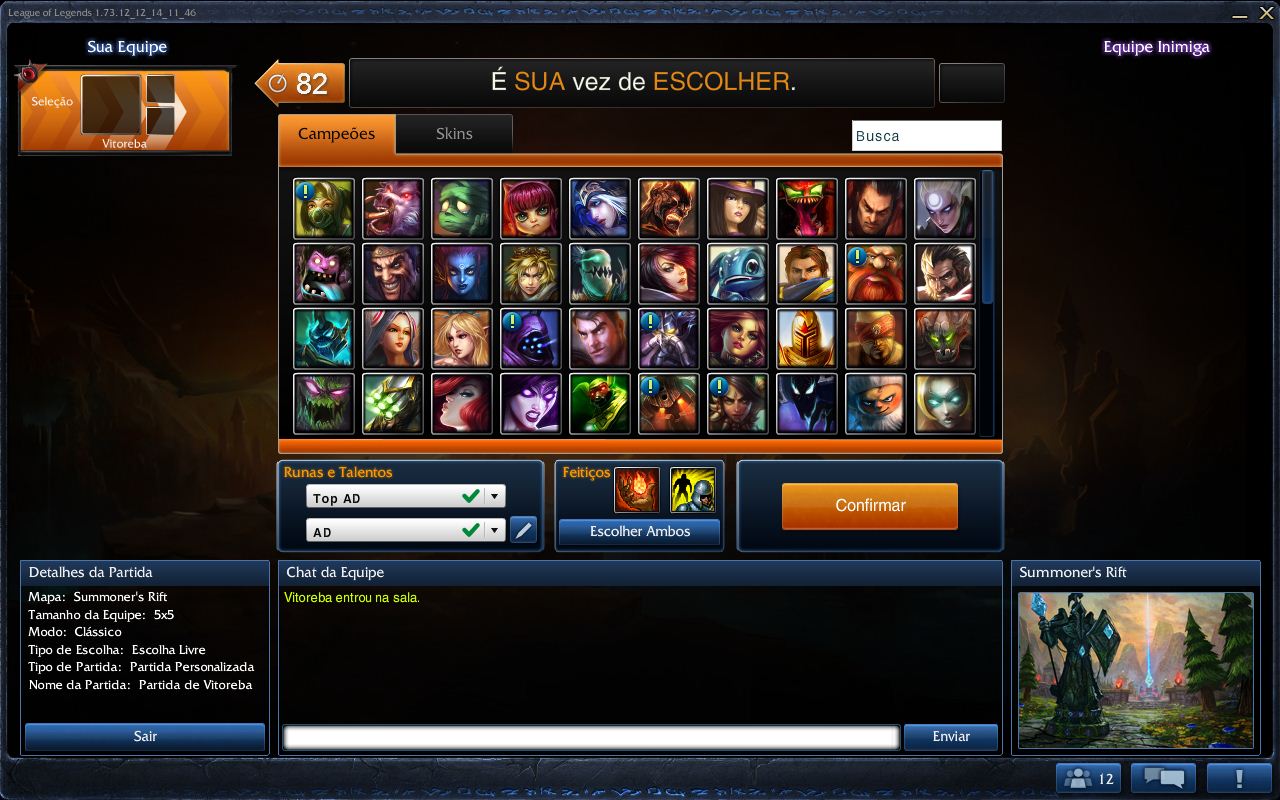 League of Legends 1.73.12_12_14_11_46
Sua Equipe
Equipe Inimiga
Seleção
Vitoreba
82
É SUA vez de ESCOLHER.
Campeões
Skins
Busca
Runas e Talentos
Top AD
AD
Feitiços
Escolher Ambos
Confirmar
Detalhes da Partida
Mapa: Summoner's Rift
Tamanho da Equipe: 5x5
Modo: Clássico
Tipo de Escolha: Escolha Livre
Tipo de Partida: Partida Personalizada
Nome da Partida: Partida de Vitoreba
Sair
Chat da Equipe
Vitoreba entrou na sala.
Enviar
Summoner's Rift
12